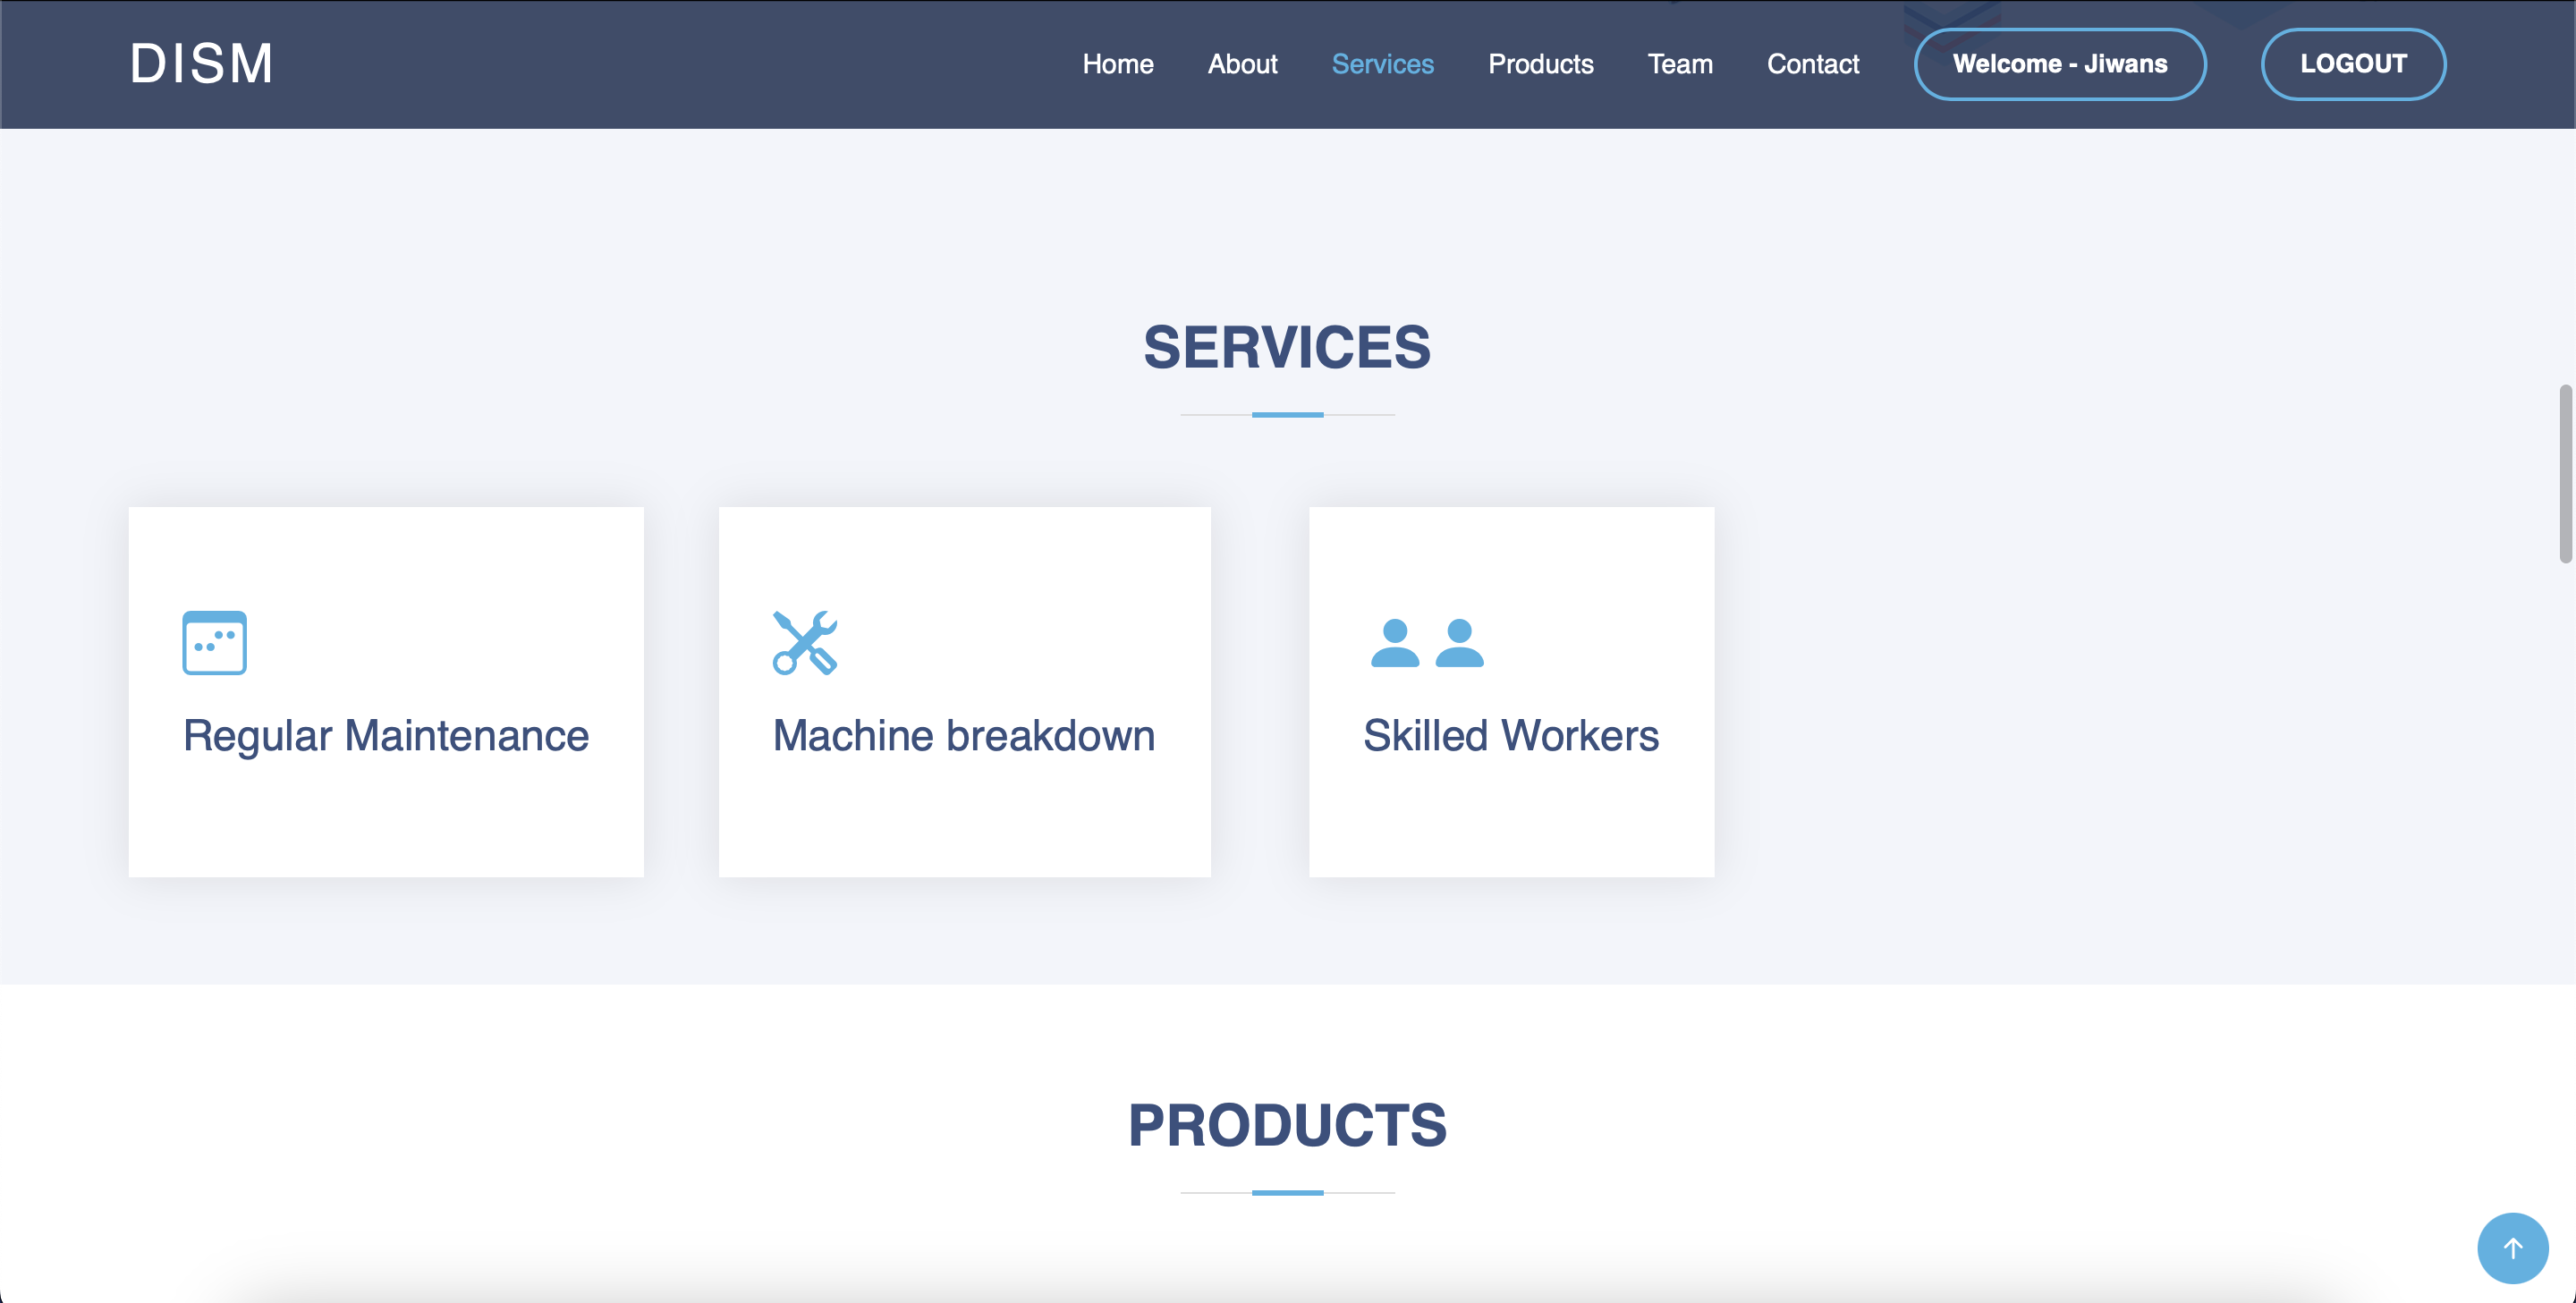 DISM
Home About Services Products Team Contact Welcome - Jiwans LOGOUT
SERVICES
Regular Maintenance
Machine breakdown
Skilled Workers
PRODUCTS